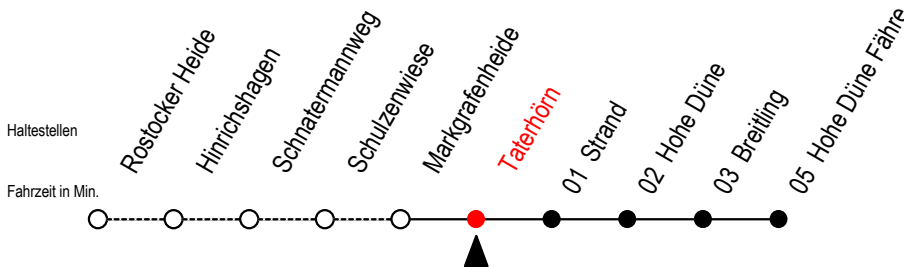 Haltestellen
Fahrzeit in Min.
Rostocker Heide
Hinrichshagen
Schnatermannweg
Schulzenwiese
Markgrafenheide
Taterhörn
01 Strand
02 Hohe Düne
03 Breitling
05 Hohe Düne Fähre